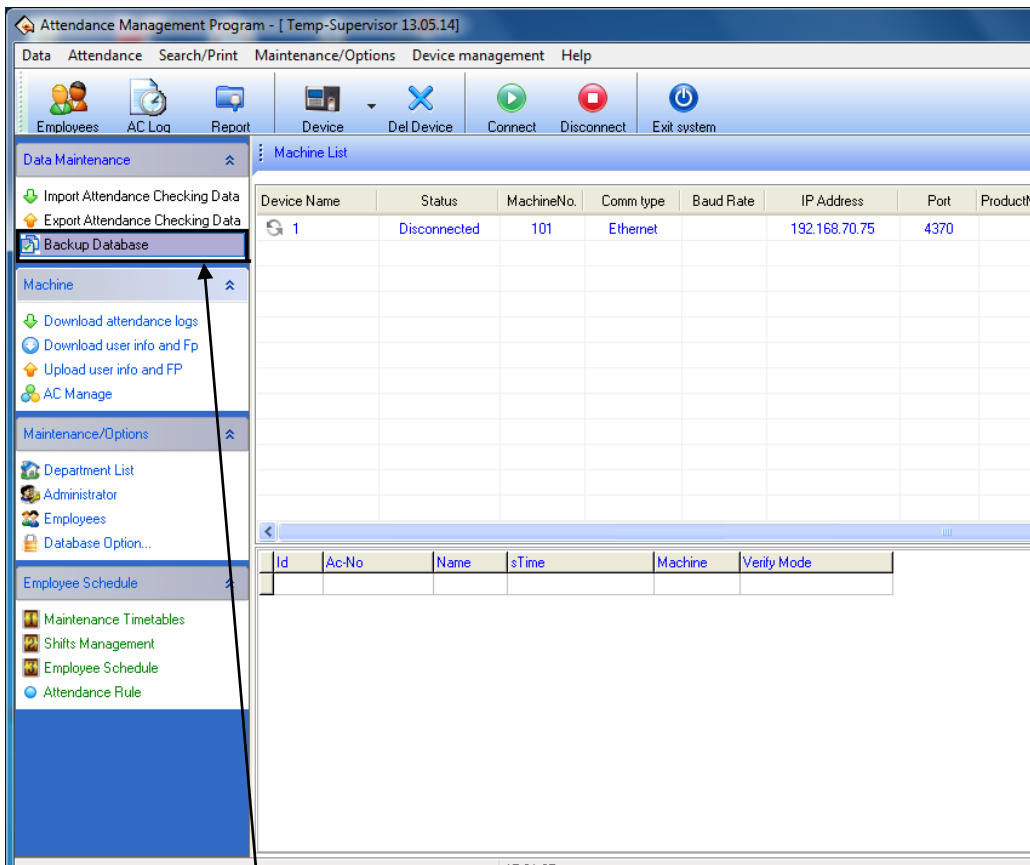 Attendance Management Program - [ Temp-Supervisor 13.05.14]
Data Attendance Search/Print Maintenance/Options Device management Help
Employees AC Log Report Device Del Device Connect Disconnect Exit system
Data Maintenance
Import Attendance Checking Data
Export Attendance Checking Data
Backup Database
Machine
Download attendance logs
Download user info and Fp
Upload user info and FP
AC Manage
Maintenance/Options
Department List
Administrator
Employees
Database Option...
Employee Schedule
Maintenance Timetables
Shifts Management
Employee Schedule
Attendance Rule
Machine List
Device Name Status MachineNo. Comm type Baud Rate IP Address Port
1 Disconnected 101 Ethernet 192.168.70.75 4370
Id Ac-No Name sTime Machine Verify Mode